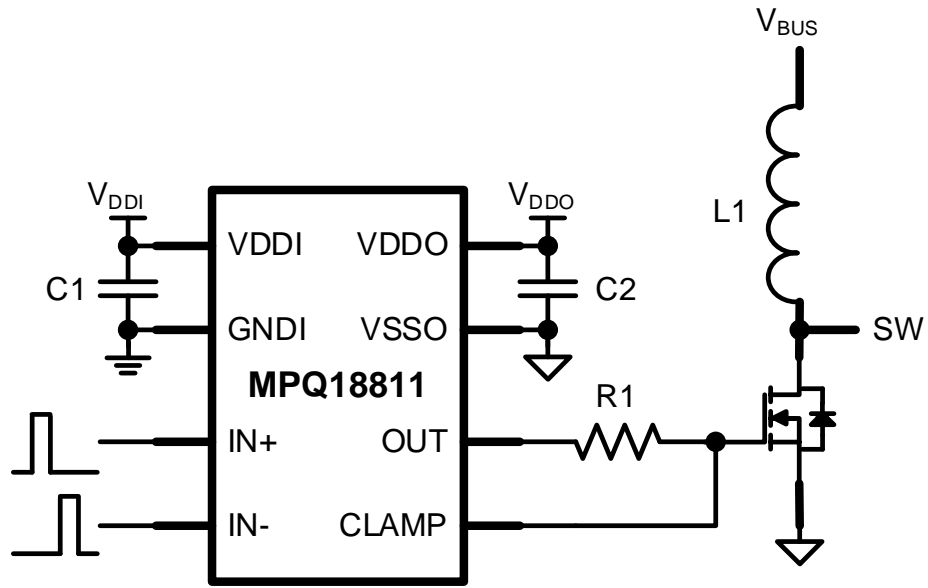 VBUS
VDDI
VDDO
L1
VDDI
VDDO
C1
C2
GNDI
VSSO
SW
MPQ18811
R1
IN+
OUT
IN-
CLAMP